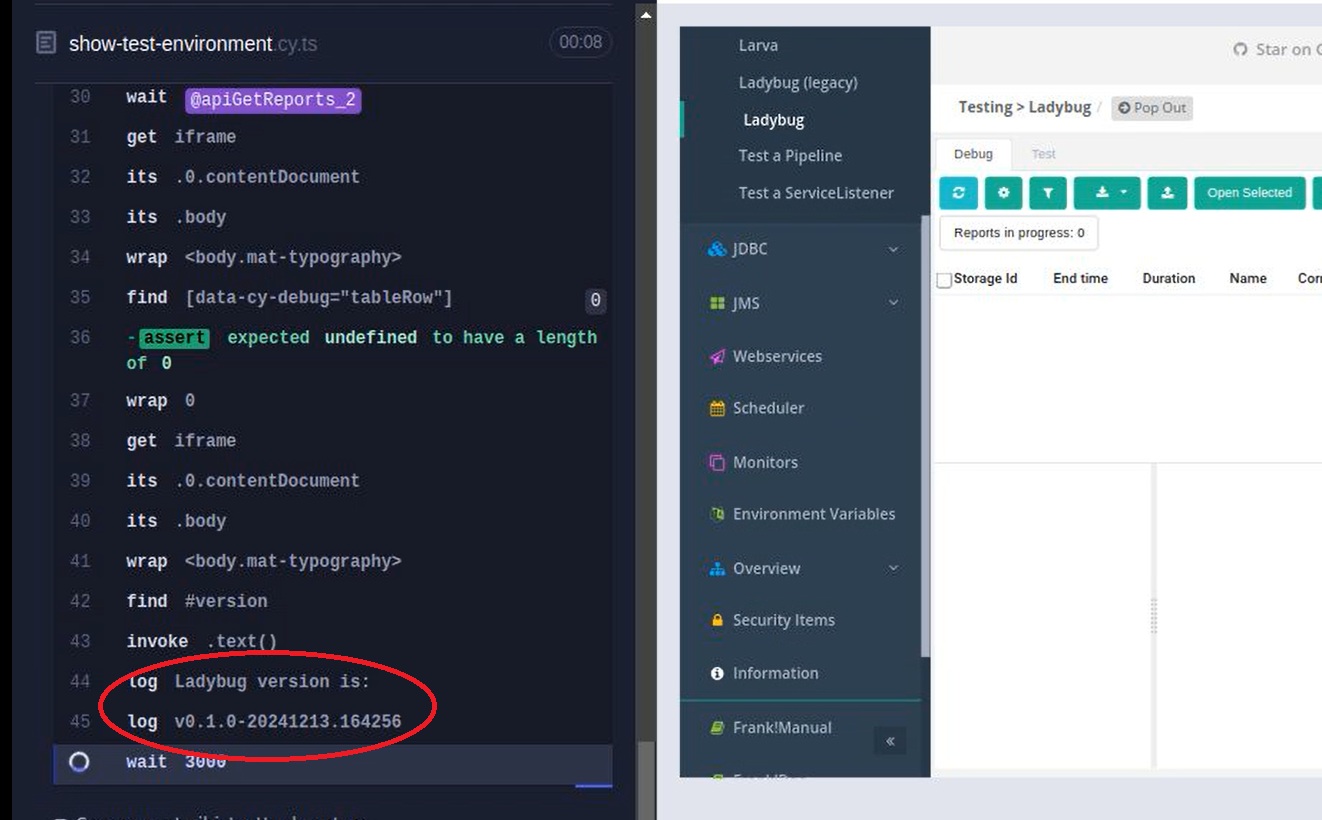 show-test-environment.cy.ts
00:08
30 wait @apiGetReports_2
31 get iframe
32 its .0.contentDocument
33 its .body
34 wrap <body.mat-typography>
35 find [data-cy-debug="tableRow"] 0
36 -assert expected undefined to have a length
of 0
37 wrap 0
38 get iframe
39 its .0.contentDocument
40 its .body
41 wrap <body.mat-typography>
42 find #version
43 invoke .text()
44 log Ladybug version is:
45 log v0.1.0-20241213.164256
wait 3000
Larva
Ladybug (legacy)
Ladybug
Test a Pipeline
Test a ServiceListener
JDBC
JMS
Webservices
Scheduler
Monitors
Environment Variables
Overview
Security Items
Information
Frank!Manual
«
Star on
Testing > Ladybug / Pop Out
Debug Test
Open Selected
Reports in progress: 0
Storage Id End time Duration Name